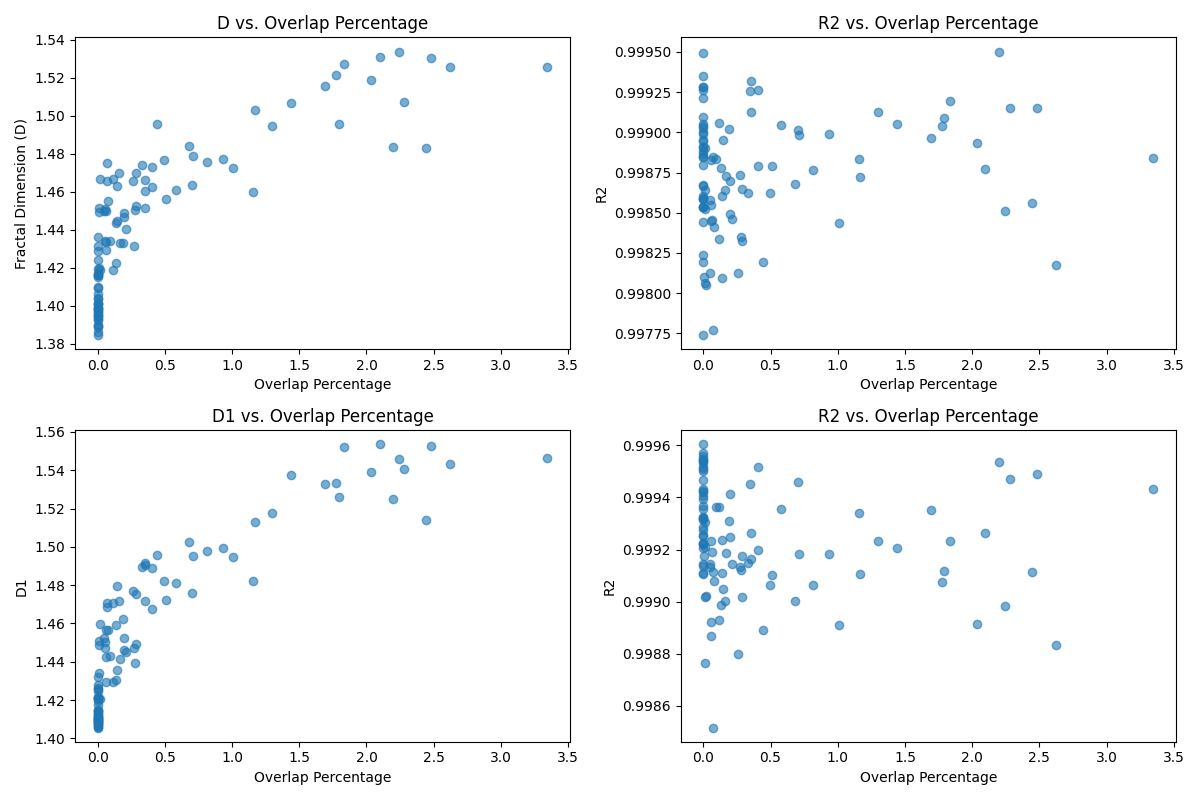 D vs. Overlap Percentage
Fractal Dimension (D)
1.54
1.52
1.50
1.48
1.46
1.44
1.42
1.40
1.38
0.0 0.5 1.0 1.5 2.0 2.5 3.0 3.5
Overlap Percentage
R2 vs. Overlap Percentage
R2
0.99950
0.99925
0.99900
0.99875
0.99850
0.99825
0.99800
0.99775
0.0 0.5 1.0 1.5 2.0 2.5 3.0 3.5
Overlap Percentage
D1 vs. Overlap Percentage
D1
1.56
1.54
1.52
1.50
1.48
1.46
1.44
1.42
1.40
0.0 0.5 1.0 1.5 2.0 2.5 3.0 3.5
Overlap Percentage
R2 vs. Overlap Percentage
R2
0.9996
0.9994
0.9992
0.9990
0.9988
0.9986
0.0 0.5 1.0 1.5 2.0 2.5 3.0 3.5
Overlap Percentage